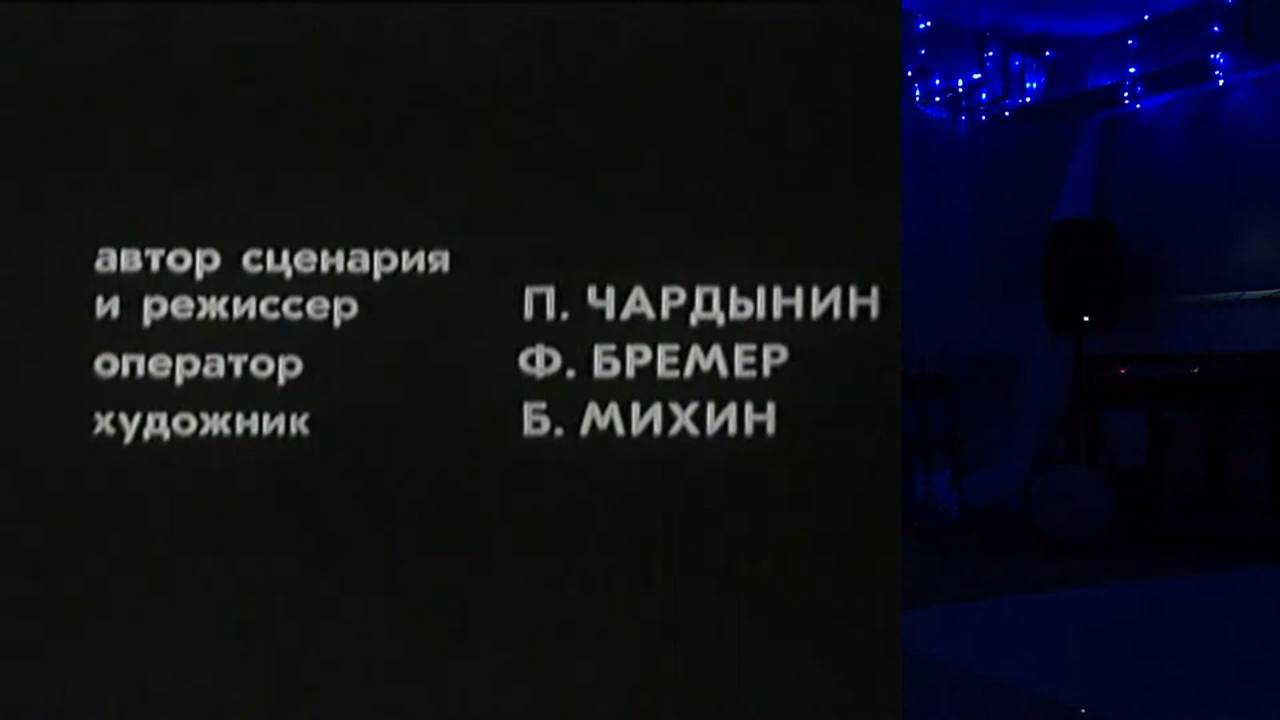 автор сценария
и режиссер П. ЧАРДЫНИН
оператор Ф. БРЕМЕР
художник Б. МИХИН